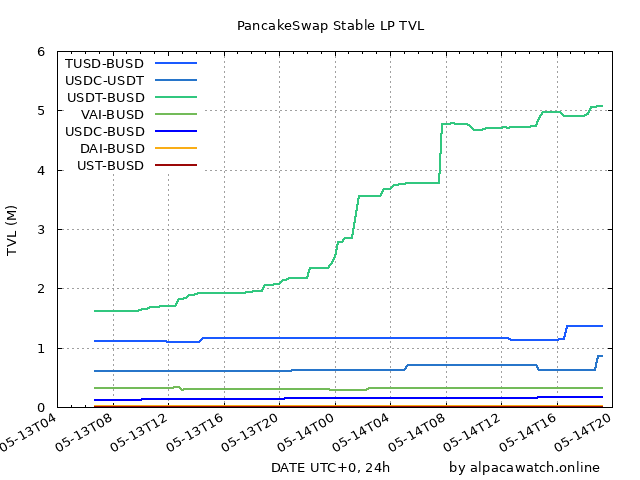 PancakeSwap Stable LP TVL
6
5
4
3
2
1
0
TVL (M)
TUSD-BUSD
USDC-USDT
USDT-BUSD
VAI-BUSD
USDC-BUSD
DAI-BUSD
UST-BUSD
05-13T04
05-13T08
05-13T12
05-13T16
05-13T20
05-14T00
05-14T04
05-14T08
05-14T12
05-14T16
05-14T20
DATE UTC+0, 24h
by alpacawatch.online